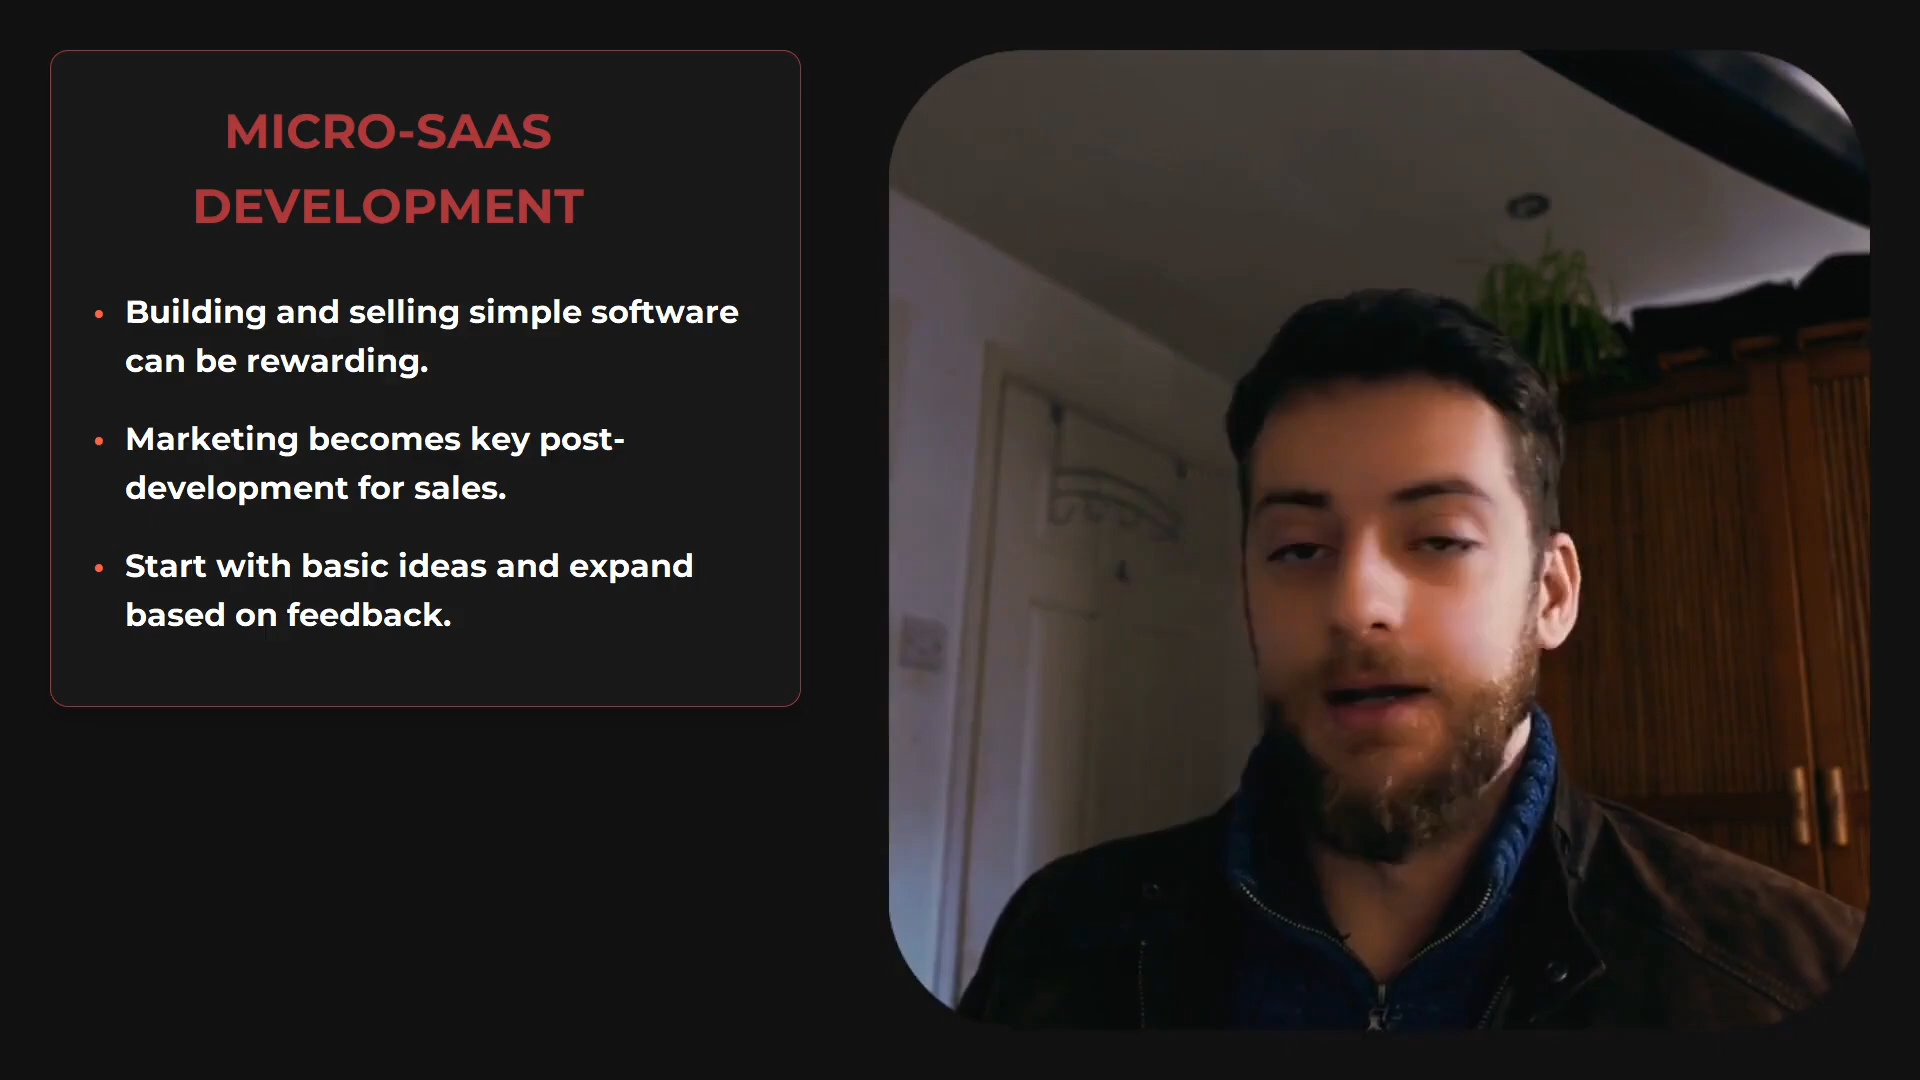 MICRO-SAAS
DEVELOPMENT
• Building and selling simple software
can be rewarding.
• Marketing becomes key post-
development for sales.
• Start with basic ideas and expand
based on feedback.